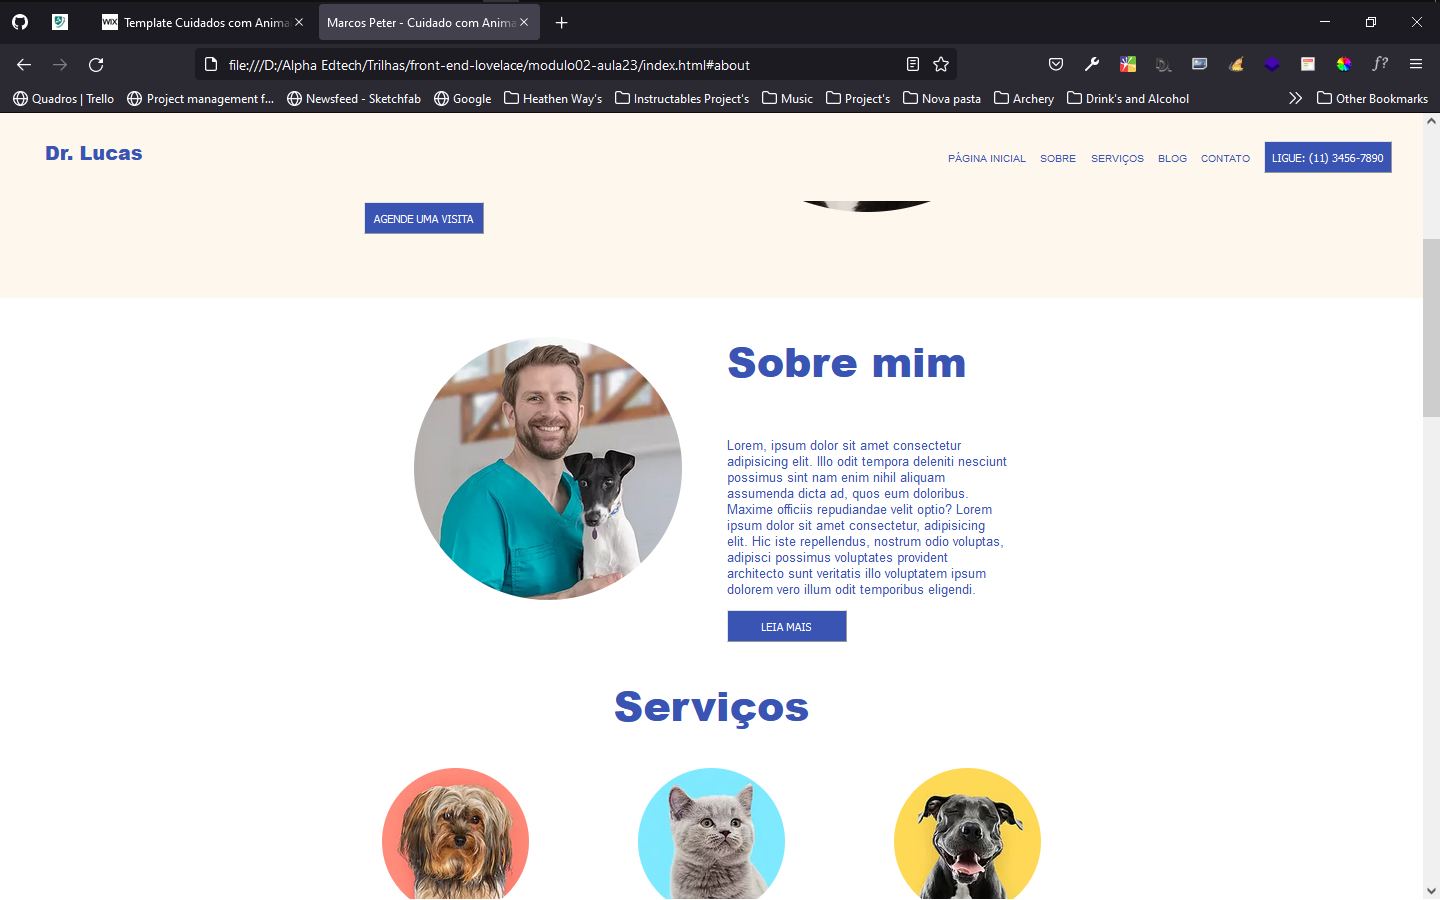 WIX Template Cuidados com Anima
Marcos Peter - Cuidado com Anima
file:///D:/Alpha Edtech/Trilhas/front-end-lovelace/modulo02-aula23/index.html#about
f?
Quadros | Trello
Project management f...
Newsfeed - Sketchfab
Google
Heathen Way's
Instructables Project's
Music
Project's
Nova pasta
Archery
Drink's and Alcohol
Other Bookmarks
Dr. Lucas
PÁGINA INICIAL
SOBRE
SERVIÇOS
BLOG
CONTATO
LIGUE: (11) 3456-7890
AGENDE UMA VISITA
Sobre mim
Lorem, ipsum dolor sit amet consectetur
adipisicing elit. Illo odit tempora deleniti nesciunt
possimus sint nam enim nihil aliquam
assumenda dicta ad, quos eum doloribus.
Maxime officiis repudiandae velit optio? Lorem
ipsum dolor sit amet consectetur, adipisicing
elit. Hic iste repellendus, nostrum odio voluptas,
adipisci possimus voluptates provident
architecto sunt veritatis illo voluptatem ipsum
dolorem vero illum odit temporibus eligendi.
LEIA MAIS
Serviços